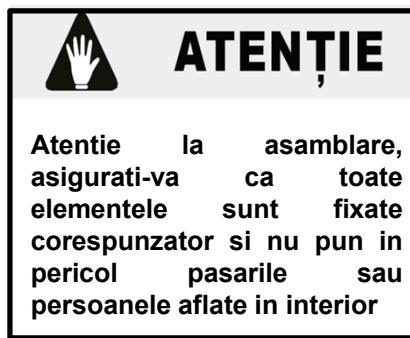 ATENȚIE
Atentie la asamblare,
asigurati-va ca toate
elementele sunt fixate
corespunzator si nu pun in
pericol pasarile sau
persoanele aflate in interior